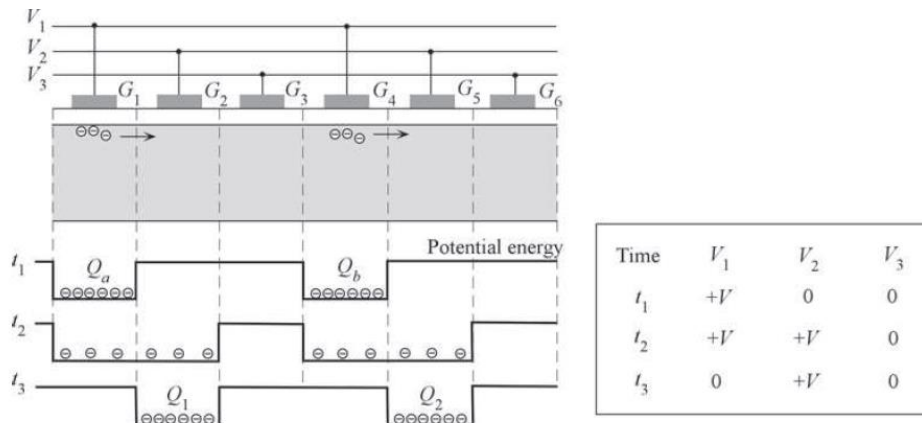 V1
V2
V3
G1 G2 G3 G4 G5 G6
Potential energy
t1 Qa Qb
t2
t3 Q1 Q2
Time V1 V2 V3
t1 +V 0 0
t2 +V +V 0
t3 0 +V 0